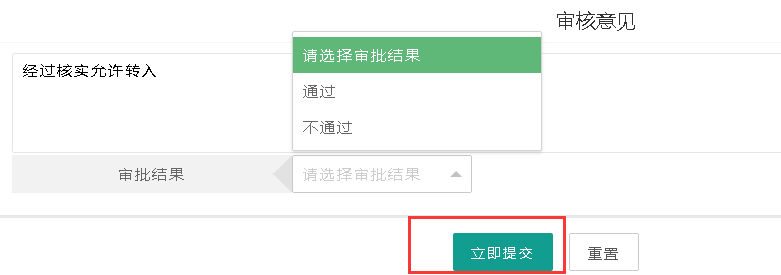 审核意见
经过核实允许转入
请选择审批结果
通过
不通过
审批结果
请选择审批结果
立即提交
重置